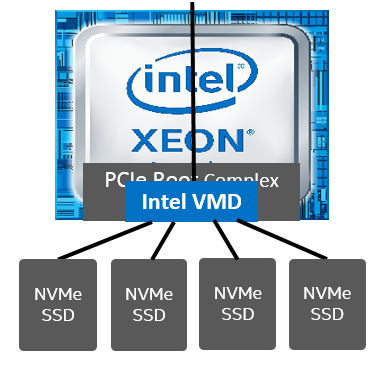 intel®
XEON®
PCIe Root Complex
Intel VMD
NVMe
SSD
NVMe
SSD
NVMe
SSD
NVMe
SSD